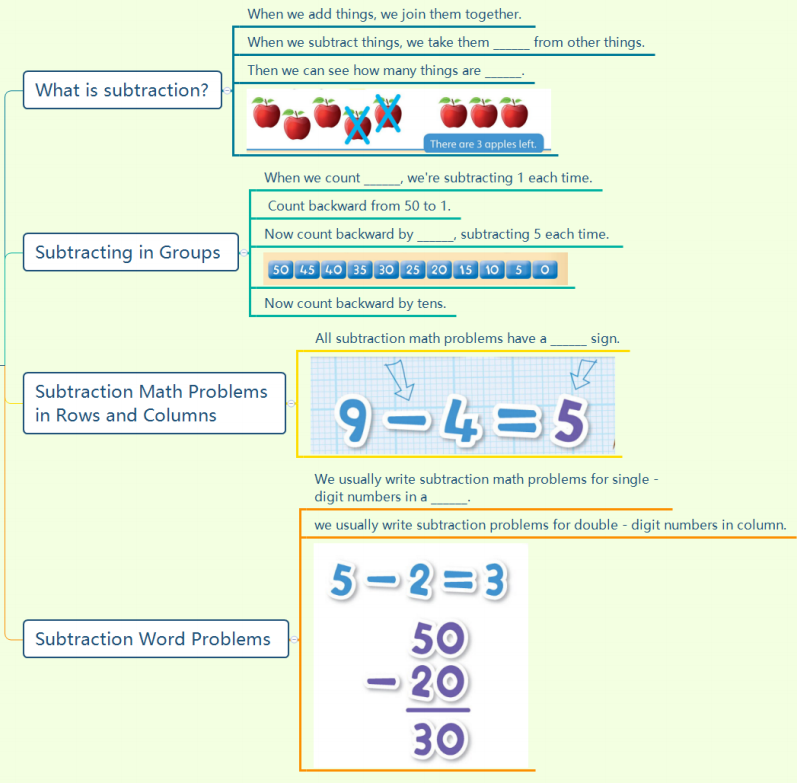 When we add things, we join them together.
When we subtract things, we take them ______ from other things.
Then we can see how many things are ______.
What is subtraction?
There are 3 apples left.
When we count ______, we're subtracting 1 each time.
Count backward from 50 to 1.
Now count backward by ______, subtracting 5 each time.
Subtracting in Groups
50 45 40 35 30 25 20 15 10 5 0
Now count backward by tens.
All subtraction math problems have a ______ sign.
Subtraction Math Problems
in Rows and Columns
9 − 4 = 5
We usually write subtraction math problems for single -
digit numbers in a ______.
we usually write subtraction problems for double - digit numbers in column.
5 − 2 = 3
Subtraction Word Problems
50
− 20
30